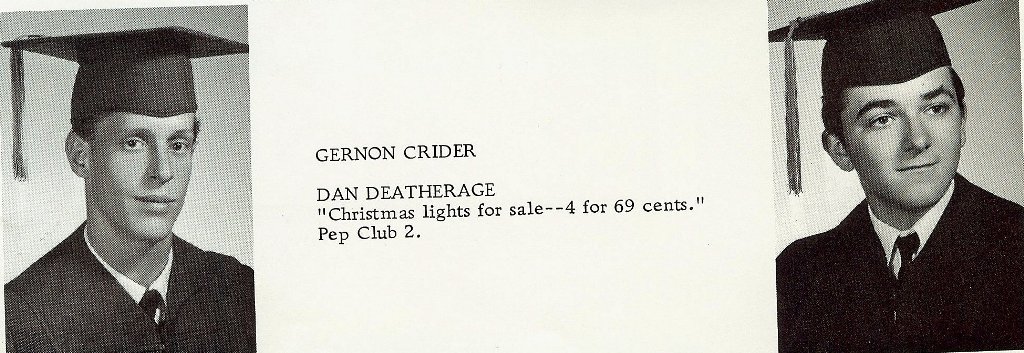 GERNON CRIDER
DAN DEATHERAGE
"Christmas lights for sale--4 for 69 cents."
Pep Club 2.